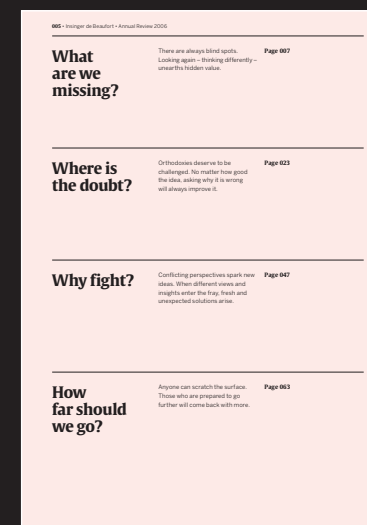 005 • Insinger de Beaufort • Annual Review 2006
What
are we
missing?
There are always blind spots.
Looking again – thinking differently –
unearths hidden value.
Page 007
Where is
the doubt?
Orthodoxies deserve to be
challenged. No matter how good
the idea, asking why it is wrong
will always improve it.
Page 023
Why fight?
Conflicting perspectives spark new
ideas. When different views and
insights enter the fray, fresh and
unexpected solutions arise.
Page 047
How
far should
we go?
Anyone can scratch the surface.
Those who are prepared to go
further will come back with more.
Page 063